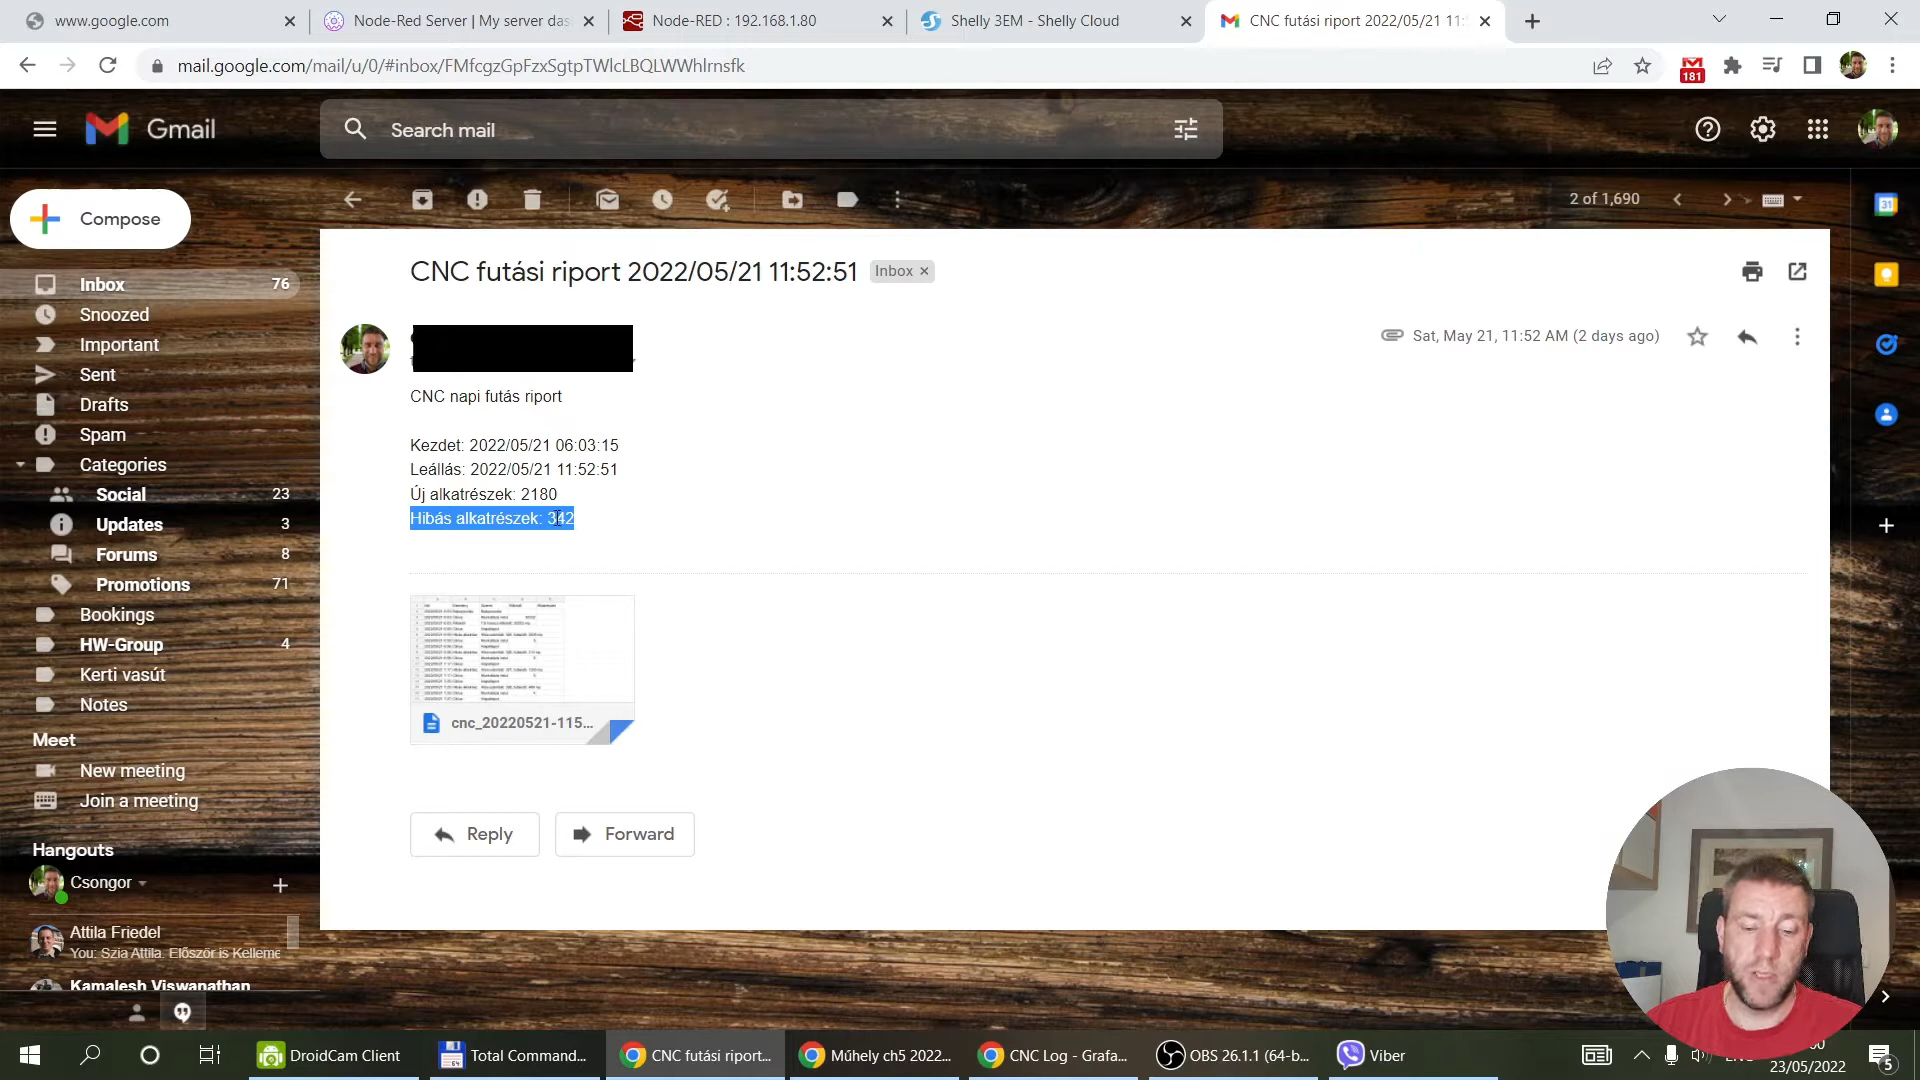 www.google.com
Node-Red Server | My server das
Node-RED : 192.168.1.80
Shelly 3EM - Shelly Cloud
CNC futási riport 2022/05/21 11:5
mail.google.com/mail/u/0/#inbox/FMfcgzGpFzxSgtpTWlcLBQLWWhlrnsfk
181
Gmail
Search mail
Compose
2 of 1,690
31
Inbox 76
Snoozed
Important
Sent
Drafts
Spam
Categories
Social 23
Updates 3
Forums 8
Promotions 71
Bookings
HW-Group 4
Kerti vasút
Notes
Meet
New meeting
Join a meeting
Hangouts
Csongor
Attila Friedel
You: Szia Attila. Először is Kelleme
Kamalesh Viswanathan
CNC futási riport 2022/05/21 11:52:51
Inbox ×
Sat, May 21, 11:52 AM (2 days ago)
CNC napi futás riport
Kezdet: 2022/05/21 06:03:15
Leállás: 2022/05/21 11:52:51
Új alkatrészek: 2180
Hibás alkatrészek: 342
cnc_20220521-115...
Reply
Forward
DroidCam Client
Total Comman...
CNC futási riport...
Műhely ch5 2022...
CNC Log - Grafa...
OBS 26.1.1 (64-b...
Viber
23/05/2022
5